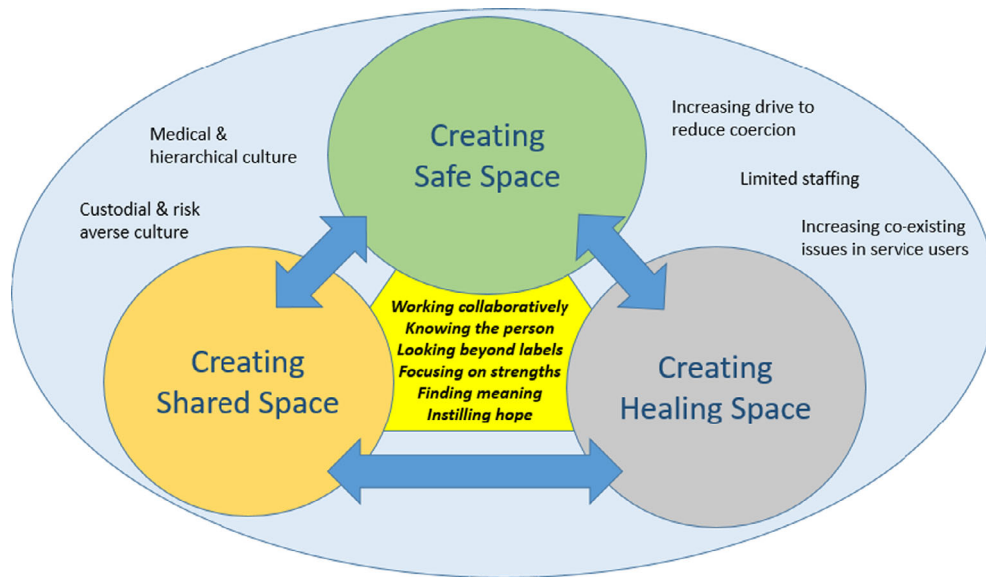 Creating
Safe Space
Medical &
hierarchical culture
Custodial & risk
averse culture
Increasing drive to
reduce coercion
Limited staffing
Increasing co-existing
issues in service users
Working collaboratively
Knowing the person
Looking beyond labels
Focusing on strengths
Finding meaning
Instilling hope
Creating
Shared Space
Creating
Healing Space